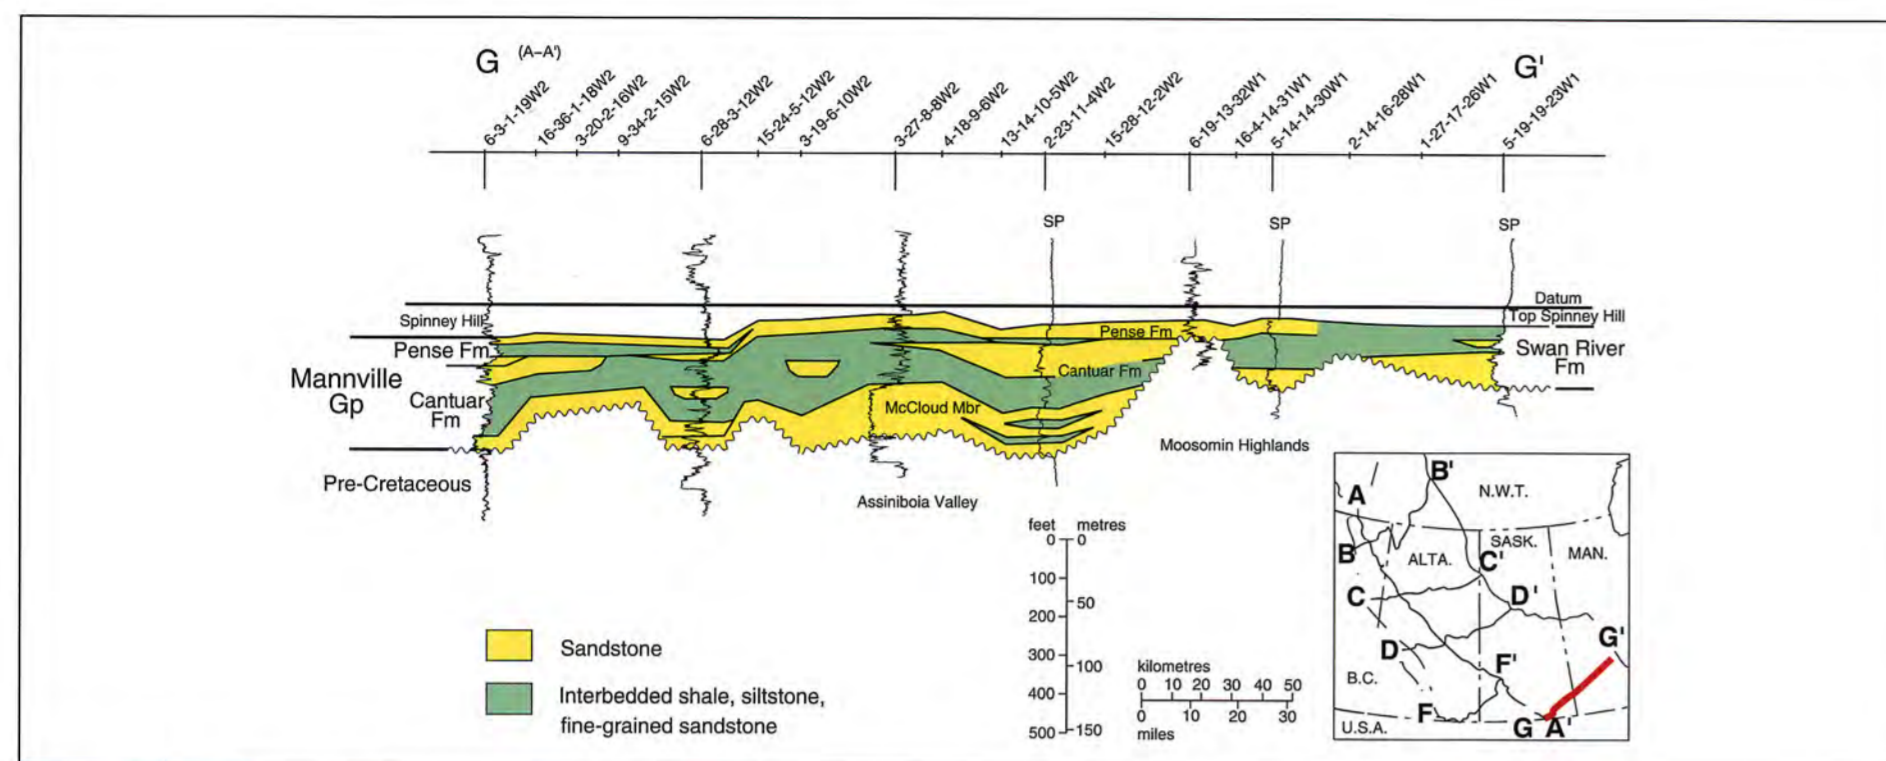 G (A–A') G'
6-3-1-19W2
16-36-1-18W2
3-20-2-16W2
9-34-2-15W2
6-28-3-12W2
15-24-5-12W2
3-19-6-10W2
3-27-8-8W2
4-18-9-6W2
13-14-10-5W2
2-23-11-4W2
15-28-12-2W2
6-19-13-32W1
16-4-14-31W1
5-14-14-30W1
2-14-16-28W1
1-27-17-26W1
5-19-19-23W1
SP SP SP
Datum
Top Spinney Hill
Spinney Hill
Pense Fm
Pense Fm
Swan River
Fm
Mannville
Gp
Cantuar
Fm
Cantuar Fm
McCloud Mbr
Moosomin Highlands
Pre-Cretaceous
Assiniboia Valley
feet metres
0 0
100
50
200
300
100
400
500 150
kilometres
0 10 20 30 40 50
0 10 20 30
miles
Sandstone
Interbedded shale, siltstone,
fine-grained sandstone
B'
A
N.W.T.
B
ALTA.
SASK.
MAN.
C'
C
D'
D
G'
F'
B.C.
F
G A'
U.S.A.